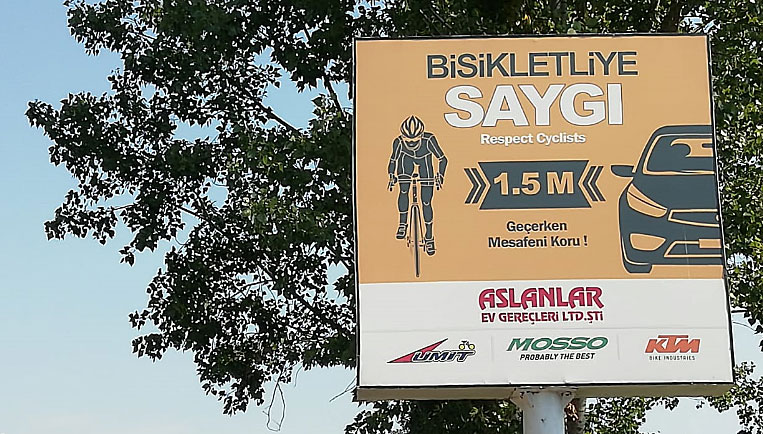 BİSİKLETLİYE
SAYGI
Respect Cyclists
1.5 M
Geçerken
Mesafeni Koru !
ASLANLAR
EV GEREÇLERİ LTD.ŞTİ
ÜMİT
MOSSO
PROBABLY THE BEST
KTM
BIKE INDUSTRIES